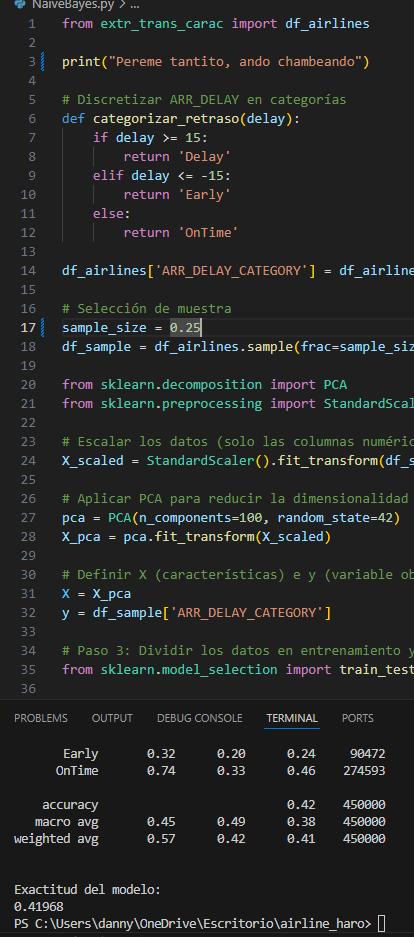 NaiveBayes.py > ...
1 from extr_trans_carac import df_airlines
2
3 print("Pereme tantito, ando chambeando")
4
5 # Discretizar ARR_DELAY en categorías
6 def categorizar_retraso(delay):
7     if delay >= 15:
8         return 'Delay'
9     elif delay <= -15:
10         return 'Early'
11     else:
12         return 'OnTime'
13
14 df_airlines['ARR_DELAY_CATEGORY'] = df_airline
15
16 # Selección de muestra
17 sample_size = 0.25
18 df_sample = df_airlines.sample(frac=sample_siz
19
20 from sklearn.decomposition import PCA
21 from sklearn.preprocessing import StandardScal
22
23 # Escalar los datos (solo las columnas numéric
24 X_scaled = StandardScaler().fit_transform(df_s
25
26 # Aplicar PCA para reducir la dimensionalidad
27 pca = PCA(n_components=100, random_state=42)
28 X_pca = pca.fit_transform(X_scaled)
29
30 # Definir X (características) e y (variable ob
31 X = X_pca
32 y = df_sample['ARR_DELAY_CATEGORY']
33
34 # Paso 3: Dividir los datos en entrenamiento y
35 from sklearn.model_selection import train_test
36
PROBLEMS OUTPUT DEBUG CONSOLE TERMINAL PORTS
Early 0.32 0.20 0.24 90472
OnTime 0.74 0.33 0.46 274593
accuracy 0.42 450000
macro avg 0.45 0.49 0.38 450000
weighted avg 0.57 0.42 0.41 450000
Exactitud del modelo:
0.41968
PS C:\Users\danny\OneDrive\Escritorio\airline_haro>